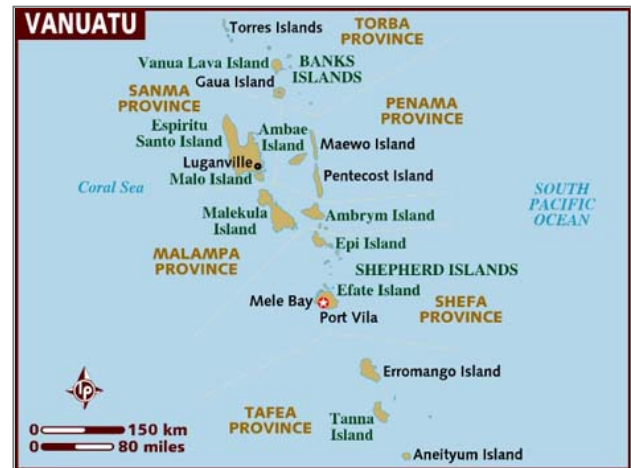 VANUATU
Torres Islands
TORBA
PROVINCE
Vanua Lava Island
BANKS
ISLANDS
Gaua Island
SANMA
PROVINCE
PENAMA
PROVINCE
Espiritu
Santo Island
Ambae
Island
Maewo Island
Luganville
Malo Island
Pentecost Island
Coral Sea
SOUTH
PACIFIC
OCEAN
Malekula
Island
Ambrym Island
Epi Island
MALAMPA
PROVINCE
SHEPHERD ISLANDS
Efate Island
Mele Bay
SHEFA
PROVINCE
Port Vila
Erromango Island
lp
0 150 km
0 80 miles
TAFEA
PROVINCE
Tanna
Island
Aneityum Island